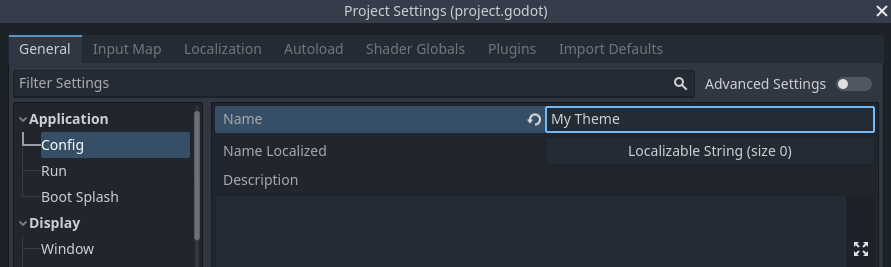 Project Settings (project.godot)
General Input Map Localization Autoload Shader Globals Plugins Import Defaults
Filter Settings Advanced Settings
Application
Config
Run
Boot Splash
Display
Window
Name My Theme
Name Localized Localizable String (size 0)
Description